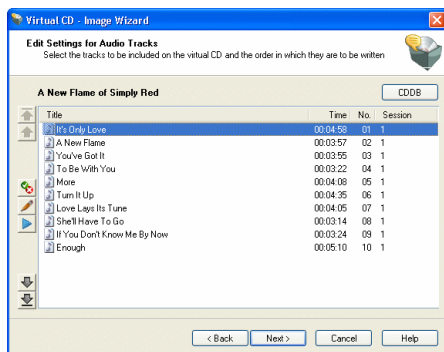 Virtual CD - Image Wizard
Edit Settings for Audio Tracks
Select the tracks to be included on the virtual CD and the order in which they are to be written
A New Flame of Simply Red CDDB
Title Time No. Session
It's Only Love 00:04:58 01 1
A New Flame 00:03:57 02 1
You've Got It 00:03:55 03 1
To Be With You 00:03:22 04 1
More 00:04:08 05 1
Turn It Up 00:04:35 06 1
Love Lays Its Tune 00:04:05 07 1
She'll Have To Go 00:03:14 08 1
If You Don't Know Me By Now 00:03:24 09 1
Enough 00:05:10 10 1
< Back Next > Cancel Help